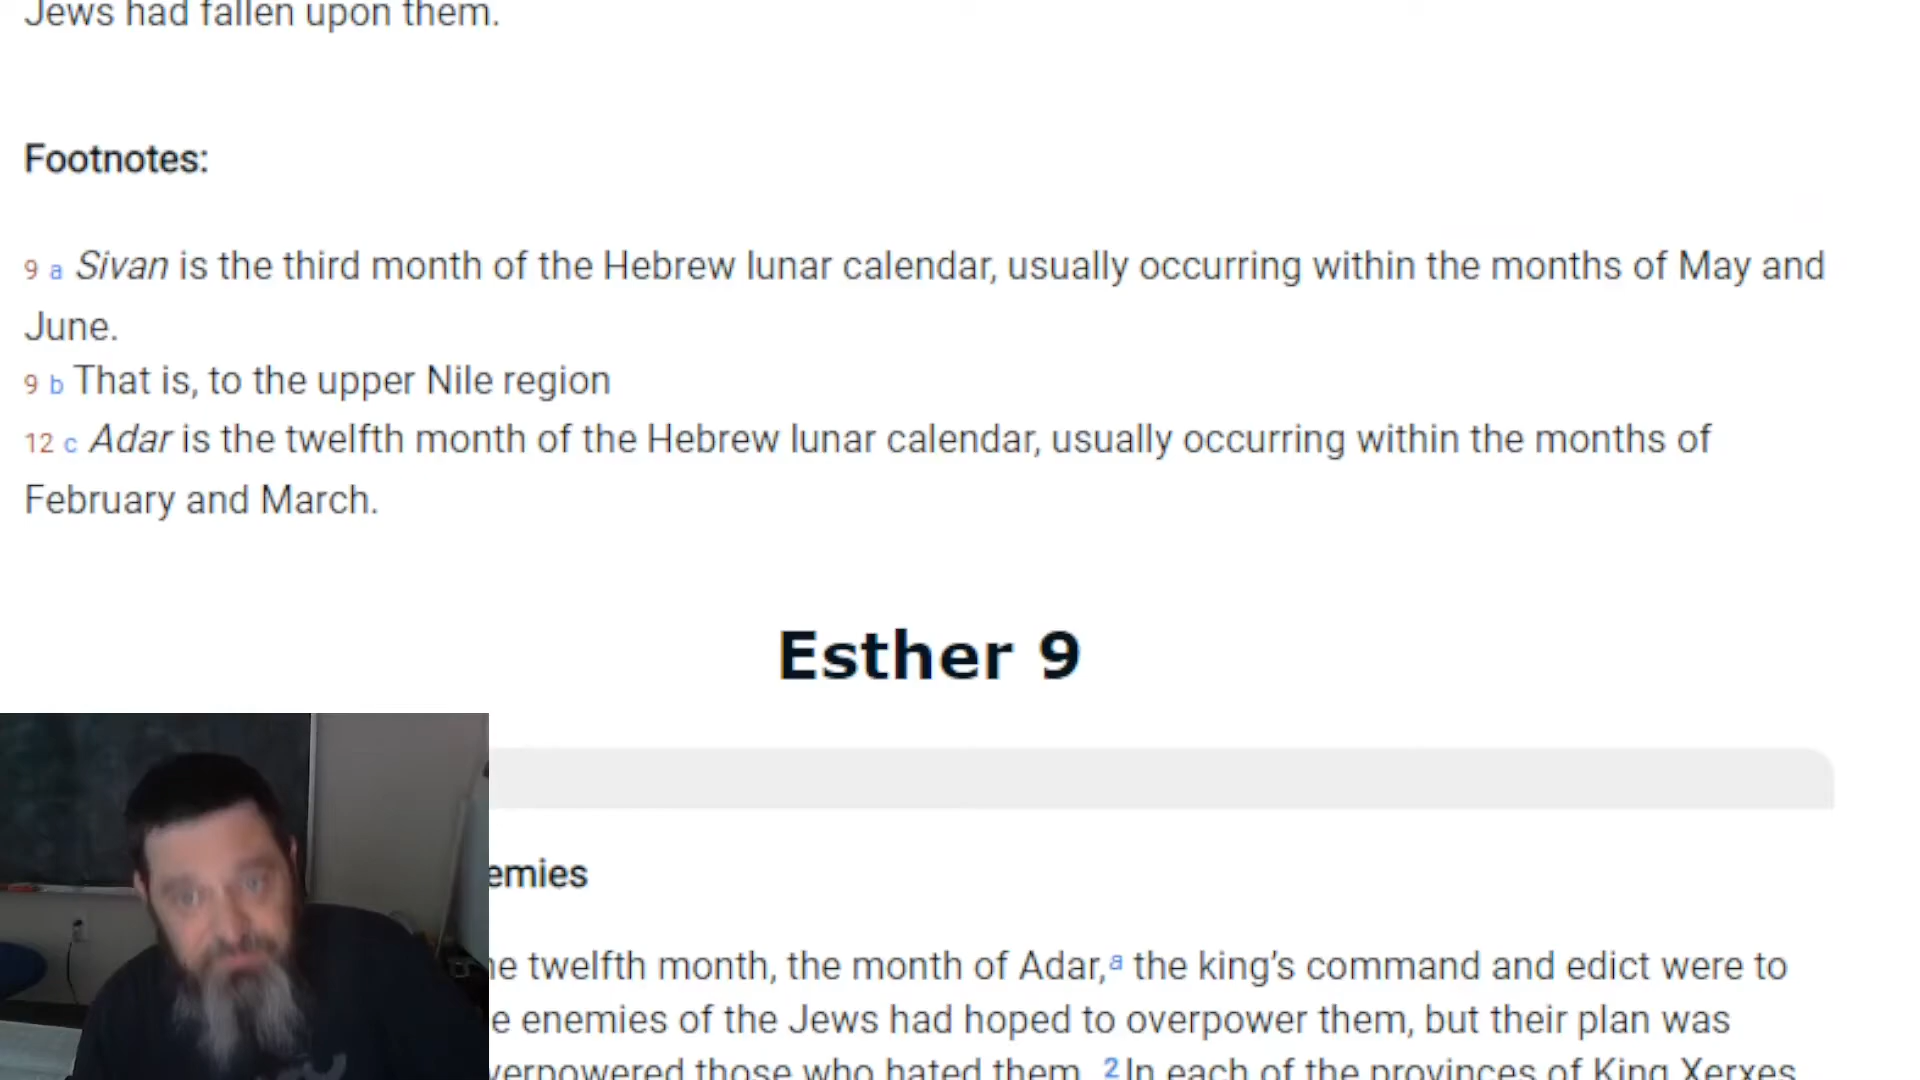 Jews had fallen upon them.
Footnotes:
9 a Sivan is the third month of the Hebrew lunar calendar, usually occurring within the months of May and
June.
9 b That is, to the upper Nile region
12 c Adar is the twelfth month of the Hebrew lunar calendar, usually occurring within the months of
February and March.
Esther 9
emies
e twelfth month, the month of Adar,a the king’s command and edict were to
e enemies of the Jews had hoped to overpower them, but their plan was
verpowered those who hated them. 2 In each of the provinces of King Xerxes,